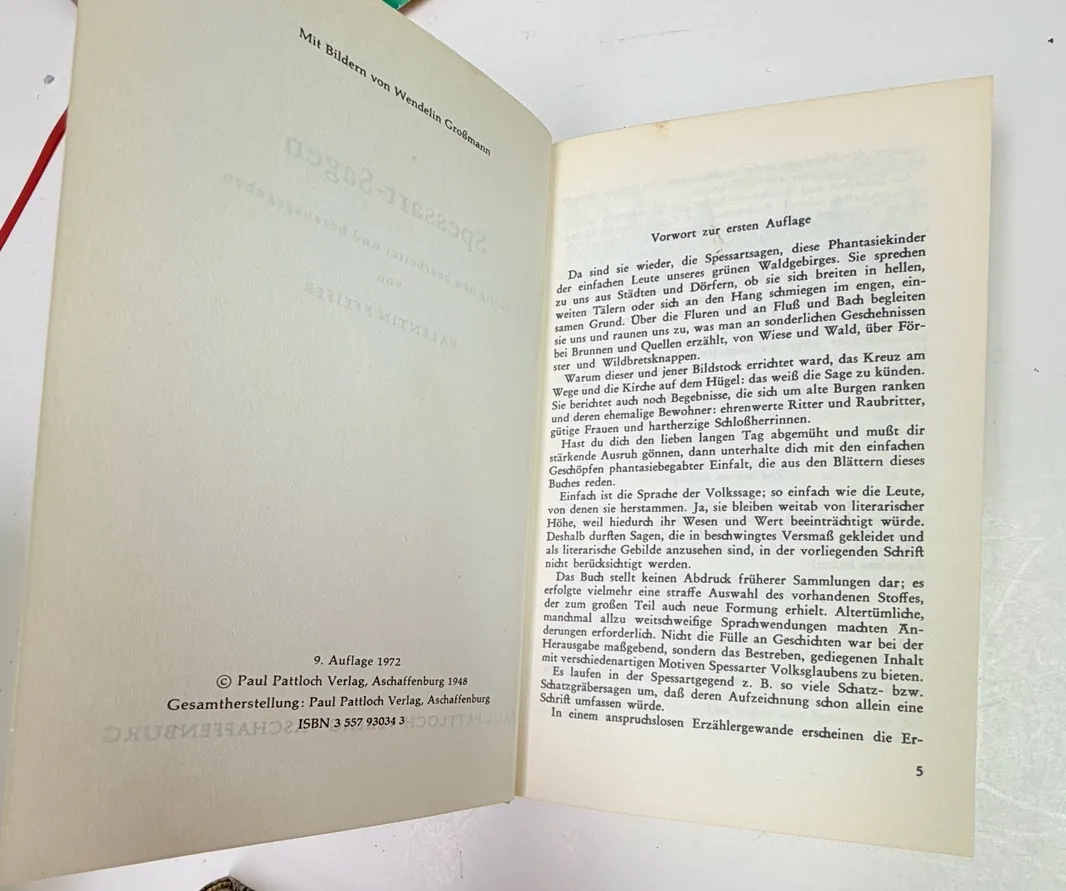 Mit Bildern von Wendelin Großmann
9. Auflage 1972
© Paul Pattloch Verlag, Aschaffenburg 1948
Gesamtherstellung: Paul Pattloch Verlag, Aschaffenburg
ISBN 3 557 93034 3
Vorwort zur ersten Auflage
Da sind sie wieder, die Spessartsagen, diese Phantasiekinder
der einfachen Leute unseres grünen Waldgebirges. Sie sprechen
zu uns aus Städten und Dörfern, ob sie sich breiten in hellen,
weiten Tälern oder sich an den Hang schmiegen im engen, ein-
samen Grund. Über die Fluren und an Fluß und Bach begleiten
sie uns und raunen uns zu, was man an sonderlichen Geschehnissen
bei Brunnen und Quellen erzählt, von Wiese und Wald, über För-
ster und Wildbretsknappen.
Warum dieser und jener Bildstock errichtet ward, das Kreuz am
Wege und die Kirche auf dem Hügel: das weiß die Sage zu künden.
Sie berichtet auch noch Begebnisse, die sich um alte Burgen ranken
und deren ehemalige Bewohner: ehrenwerte Ritter und Raubritter,
gütige Frauen und hartherzige Schloßherrinnen.
Hast du dich den lieben langen Tag abgemüht und mußt dir
stärkende Ausruh gönnen, dann unterhalte dich mit den einfachen
Geschöpfen phantasiebegabter Einfalt, die aus den Blättern dieses
Buches reden.
Einfach ist die Sprache der Volkssage; so einfach wie die Leute,
von denen sie herstammen. Ja, sie bleiben weitab von literarischer
Höhe, weil hiedurch ihr Wesen und Wert beeinträchtigt würde.
Deshalb durften Sagen, die in beschwingtes Versmaß gekleidet und
als literarische Gebilde anzusehen sind, in der vorliegenden Schrift
nicht berücksichtigt werden.
Das Buch stellt keinen Abdruck früherer Sammlungen dar; es
erfolgte vielmehr eine straffe Auswahl des vorhandenen Stoffes,
der zum großen Teil auch neue Formung erhielt. Altertümliche,
manchmal allzu weitschweifige Sprachwendungen machten Än-
derungen erforderlich. Nicht die Fülle an Geschichten war bei der
Herausgabe maßgebend, sondern das Bestreben, gediegenen Inhalt
mit verschiedenartigen Motiven Spessarter Volksglaubens zu bieten.
Es laufen in der Spessartgegend z. B. so viele Schatz- bzw.
Schatzgräbersagen um, daß deren Aufzeichnung schon allein eine
Schrift umfassen würde.
In einem anspruchslosen Erzählergewande erscheinen die Er-
5